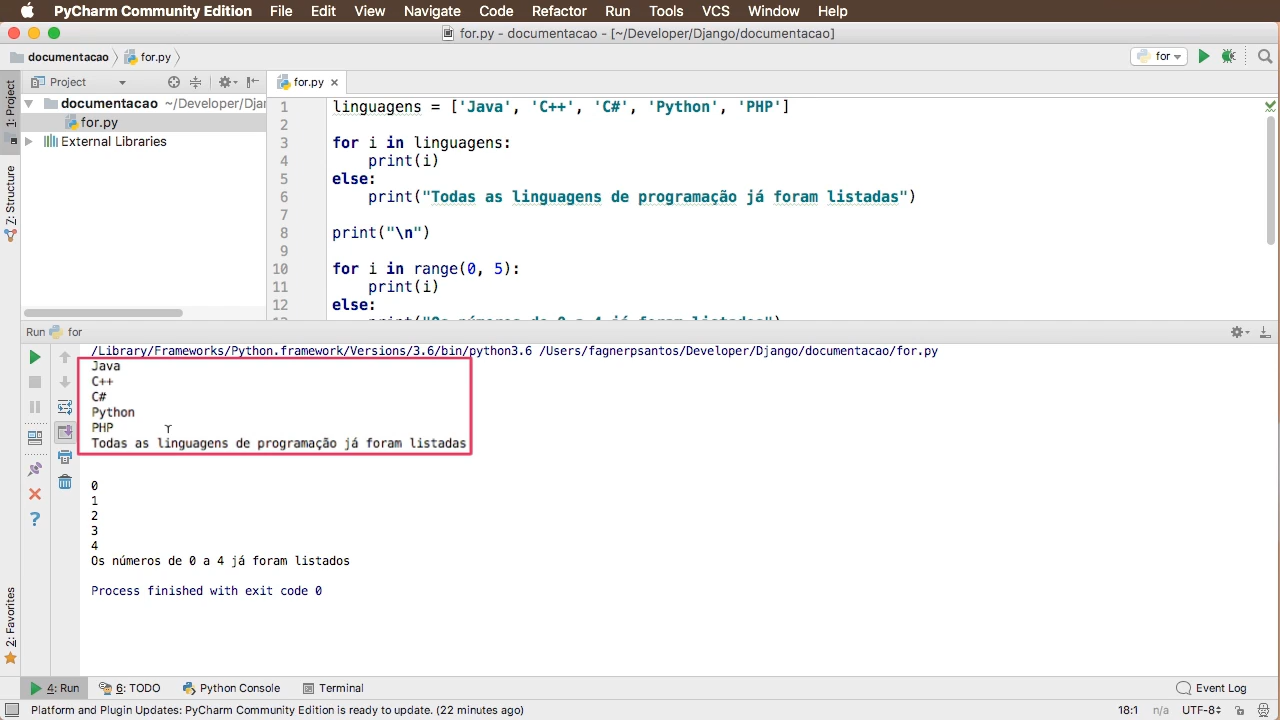 PyCharm Community Edition File Edit View Navigate Code Refactor Run Tools VCS Window Help
for.py - documentacao - [~/Developer/Django/documentacao]
documentacao for.py for
1: Project
Project
for.py
documentacao ~/Developer/Djan
for.py
External Libraries
Z: Structure
1 linguagens = ['Java', 'C++', 'C#', 'Python', 'PHP']
2
3 for i in linguagens:
4 print(i)
5 else:
6 print("Todas as linguagens de programação já foram listadas")
7
8 print("\n")
9
10 for i in range(0, 5):
11 print(i)
12 else:
Run for
/Library/Frameworks/Python.framework/Versions/3.6/bin/python3.6 /Users/fagnerpsantos/Developer/Django/documentacao/for.py
Java
C++
C#
Python
PHP
Todas as linguagens de programação já foram listadas
0
1
2
3
4
Os números de 0 a 4 já foram listados
Process finished with exit code 0
2: Favorites
4: Run 6: TODO Python Console Terminal Event Log
Platform and Plugin Updates: PyCharm Community Edition is ready to update. (22 minutes ago) 18:1 n/a UTF-8